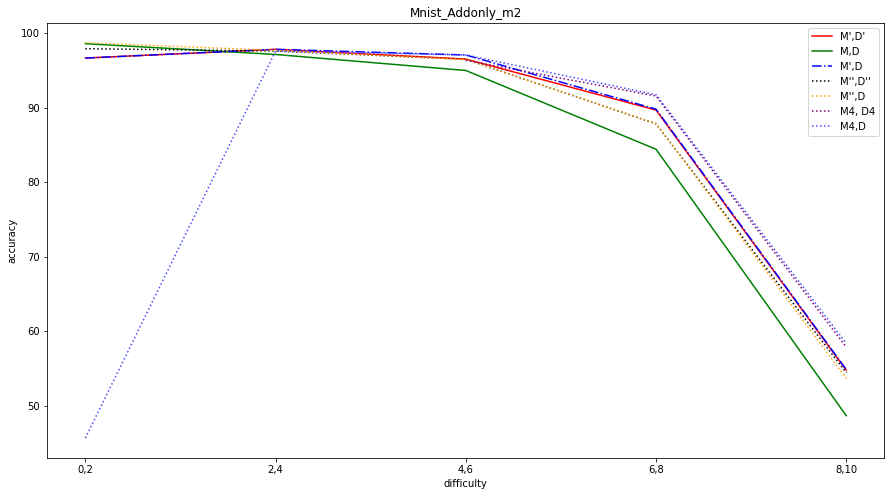 Mnist_Addonly_m2
M',D'
M,D
M',D
M'',D''
M'',D
M4, D4
M4,D
accuracy
100
90
80
70
60
50
0,2
2,4
4,6
6,8
8,10
difficulty